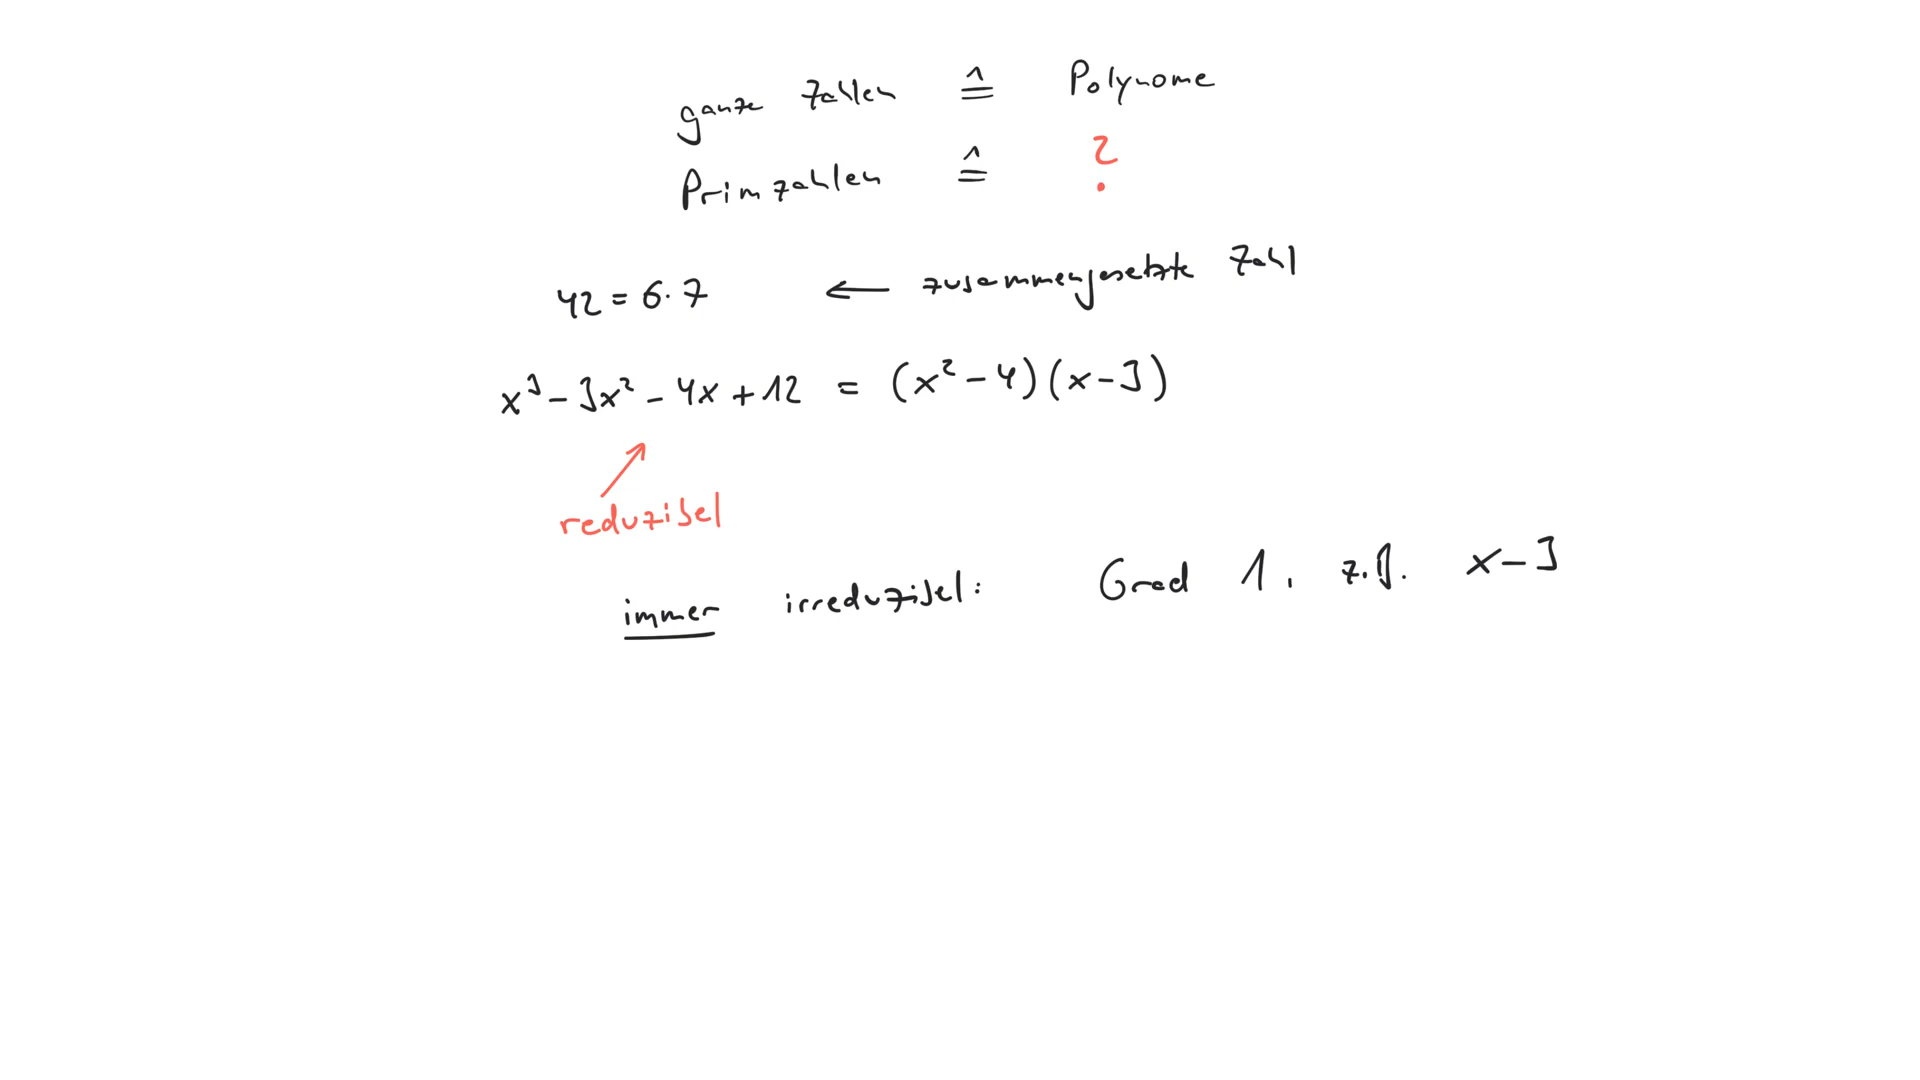 ganze Zahlen ≙ Polynome
Primzahlen ≙ ?
42 = 6·7 ← zusammengesetzte Zahl
x³ - 3x² - 4x + 12 = (x² - 4)(x - 3)
reduzibel
immer irreduzibel: Grad 1, z.B. x - 3